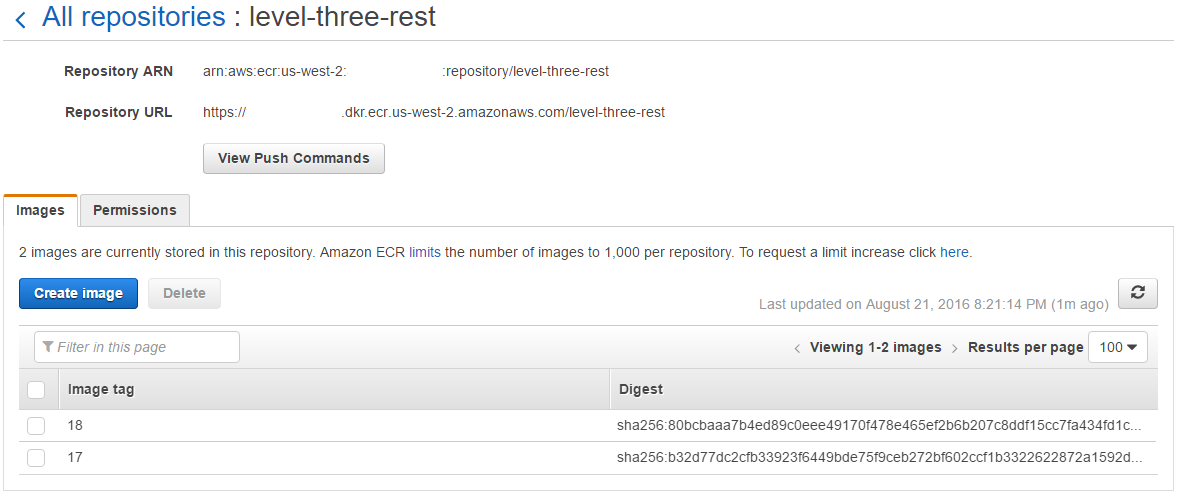 All repositories : level-three-rest
Repository ARN arn:aws:ecr:us-west-2: :repository/level-three-rest
Repository URL https:// .dkr.ecr.us-west-2.amazonaws.com/level-three-rest
View Push Commands
Images Permissions
2 images are currently stored in this repository. Amazon ECR limits the number of images to 1,000 per repository. To request a limit increase click here.
Create image Delete
Last updated on August 21, 2016 8:21:14 PM (1m ago)
Filter in this page Viewing 1-2 images Results per page 100
Image tag Digest
18 sha256:80bcbaaa7b4ed89c0eee49170f478e465ef2b6b207c8ddf15cc7fa434fd1c...
17 sha256:b32d77dc2cfb33923f6449bde75f9ceb272bf602ccf1b3322622872a1592d...